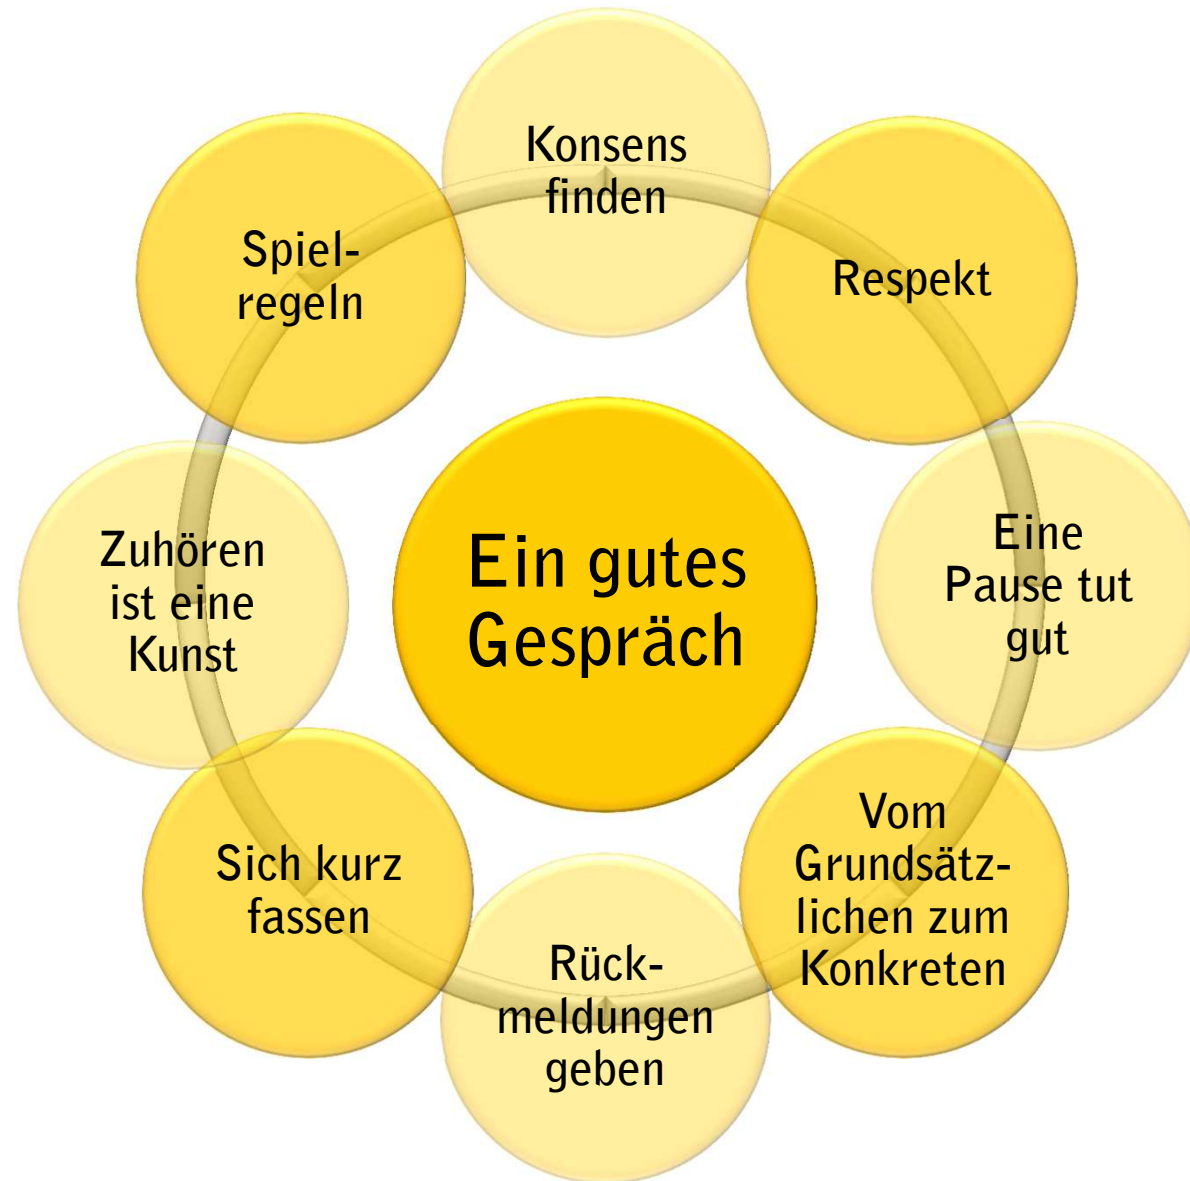 Konsens
finden
Respekt
Eine
Pause tut
gut
Vom
Grundsätz-
lichen zum
Konkreten
Rück-
meldungen
geben
Sich kurz
fassen
Zuhören
ist eine
Kunst
Spiel-
regeln
Ein gutes
Gespräch